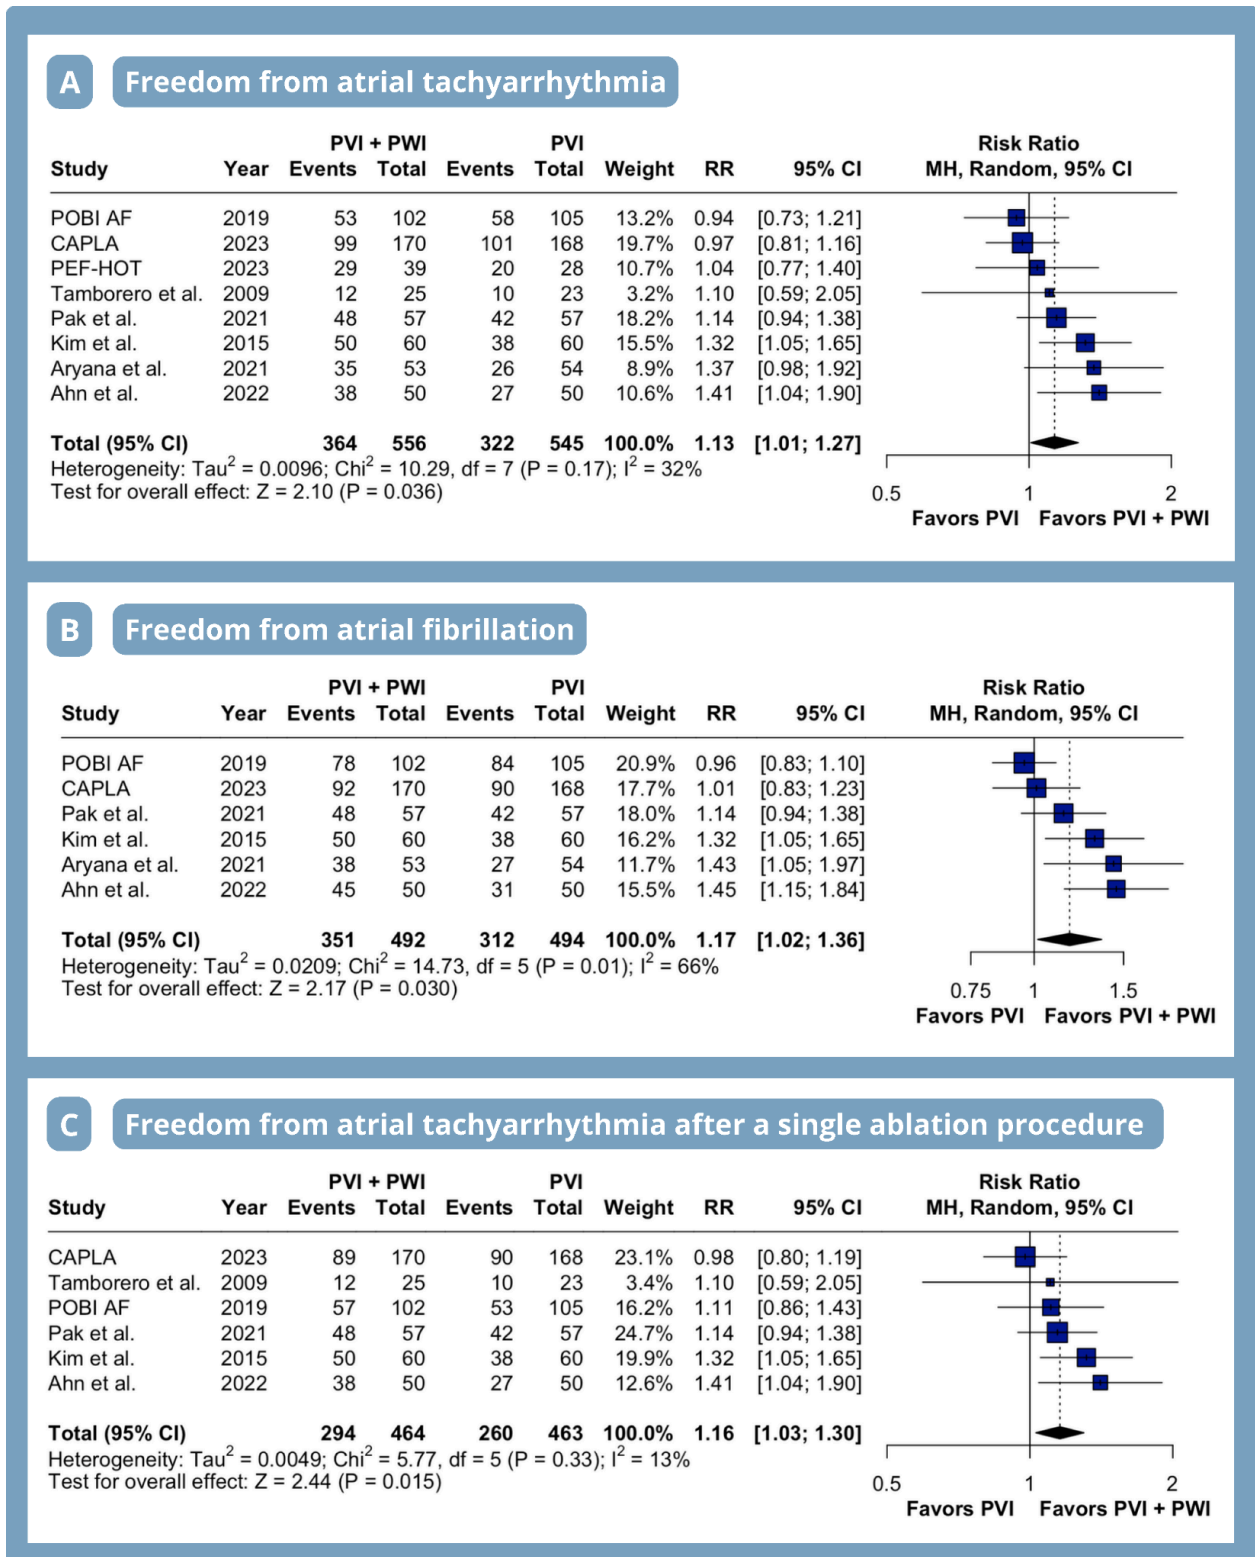 A Freedom from atrial tachyarrhythmia
PVI + PWI PVI Risk Ratio
Study Year Events Total Events Total Weight RR 95% CI MH, Random, 95% CI
POBI AF 2019 53 102 58 105 13.2% 0.94 [0.73; 1.21]
CAPLA 2023 99 170 101 168 19.7% 0.97 [0.81; 1.16]
PEF-HOT 2023 29 39 20 28 10.7% 1.04 [0.77; 1.40]
Tamborero et al. 2009 12 25 10 23 3.2% 1.10 [0.59; 2.05]
Pak et al. 2021 48 57 42 57 18.2% 1.14 [0.94; 1.38]
Kim et al. 2015 50 60 38 60 15.5% 1.32 [1.05; 1.65]
Aryana et al. 2021 35 53 26 54 8.9% 1.37 [0.98; 1.92]
Ahn et al. 2022 38 50 27 50 10.6% 1.41 [1.04; 1.90]
Total (95% CI) 364 556 322 545 100.0% 1.13 [1.01; 1.27]
Heterogeneity: Tau² = 0.0096; Chi² = 10.29, df = 7 (P = 0.17); I² = 32%
Test for overall effect: Z = 2.10 (P = 0.036)
0.5 1 2
Favors PVI Favors PVI + PWI
B Freedom from atrial fibrillation
PVI + PWI PVI Risk Ratio
Study Year Events Total Events Total Weight RR 95% CI MH, Random, 95% CI
POBI AF 2019 78 102 84 105 20.9% 0.96 [0.83; 1.10]
CAPLA 2023 92 170 90 168 17.7% 1.01 [0.83; 1.23]
Pak et al. 2021 48 57 42 57 18.0% 1.14 [0.94; 1.38]
Kim et al. 2015 50 60 38 60 16.2% 1.32 [1.05; 1.65]
Aryana et al. 2021 38 53 27 54 11.7% 1.43 [1.05; 1.97]
Ahn et al. 2022 45 50 31 50 15.5% 1.45 [1.15; 1.84]
Total (95% CI) 351 492 312 494 100.0% 1.17 [1.02; 1.36]
Heterogeneity: Tau² = 0.0209; Chi² = 14.73, df = 5 (P = 0.01); I² = 66%
Test for overall effect: Z = 2.17 (P = 0.030)
0.75 1 1.5
Favors PVI Favors PVI + PWI
C Freedom from atrial tachyarrhythmia after a single ablation procedure
PVI + PWI PVI Risk Ratio
Study Year Events Total Events Total Weight RR 95% CI MH, Random, 95% CI
CAPLA 2023 89 170 90 168 23.1% 0.98 [0.80; 1.19]
Tamborero et al. 2009 12 25 10 23 3.4% 1.10 [0.59; 2.05]
POBI AF 2019 57 102 53 105 16.2% 1.11 [0.86; 1.43]
Pak et al. 2021 48 57 42 57 24.7% 1.14 [0.94; 1.38]
Kim et al. 2015 50 60 38 60 19.9% 1.32 [1.05; 1.65]
Ahn et al. 2022 38 50 27 50 12.6% 1.41 [1.04; 1.90]
Total (95% CI) 294 464 260 463 100.0% 1.16 [1.03; 1.30]
Heterogeneity: Tau² = 0.0049; Chi² = 5.77, df = 5 (P = 0.33); I² = 13%
Test for overall effect: Z = 2.44 (P = 0.015)
0.5 1 2
Favors PVI Favors PVI + PWI